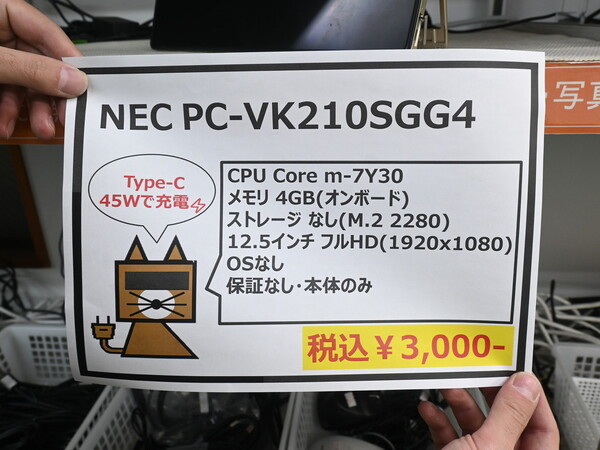 NEC PC-VK210SGG4
Type-C
45Wで充電
CPU Core m-7Y30
メモリ 4GB(オンボード)
ストレージ なし(M.2 2280)
12.5インチ フルHD(1920x1080)
OSなし
保証なし・本体のみ
税込￥3,000-
写真